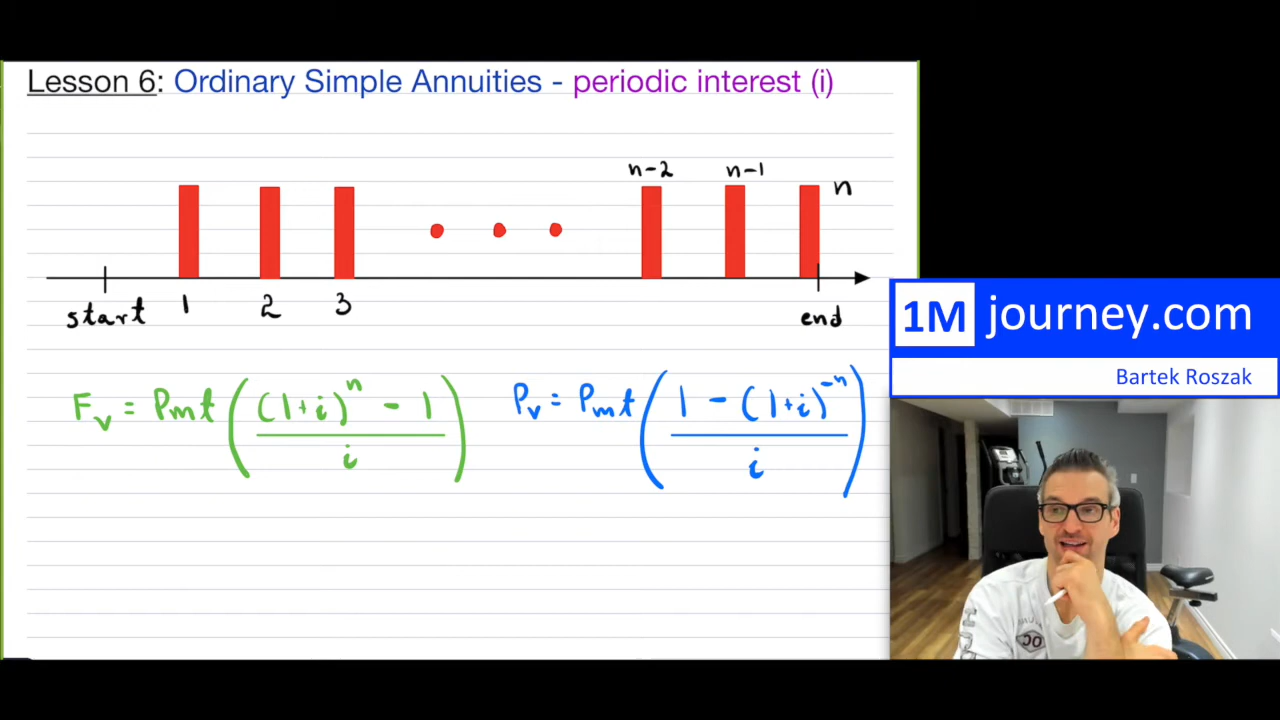 Lesson 6: Ordinary Simple Annuities - periodic interest (i)
n-2 n-1 n
start 1 2 3 end
1M journey.com
Bartek Roszak
Fv = Pmt ( (1+i)^n - 1 / i ) Pv = Pmt ( 1 - (1+i)^-n / i )